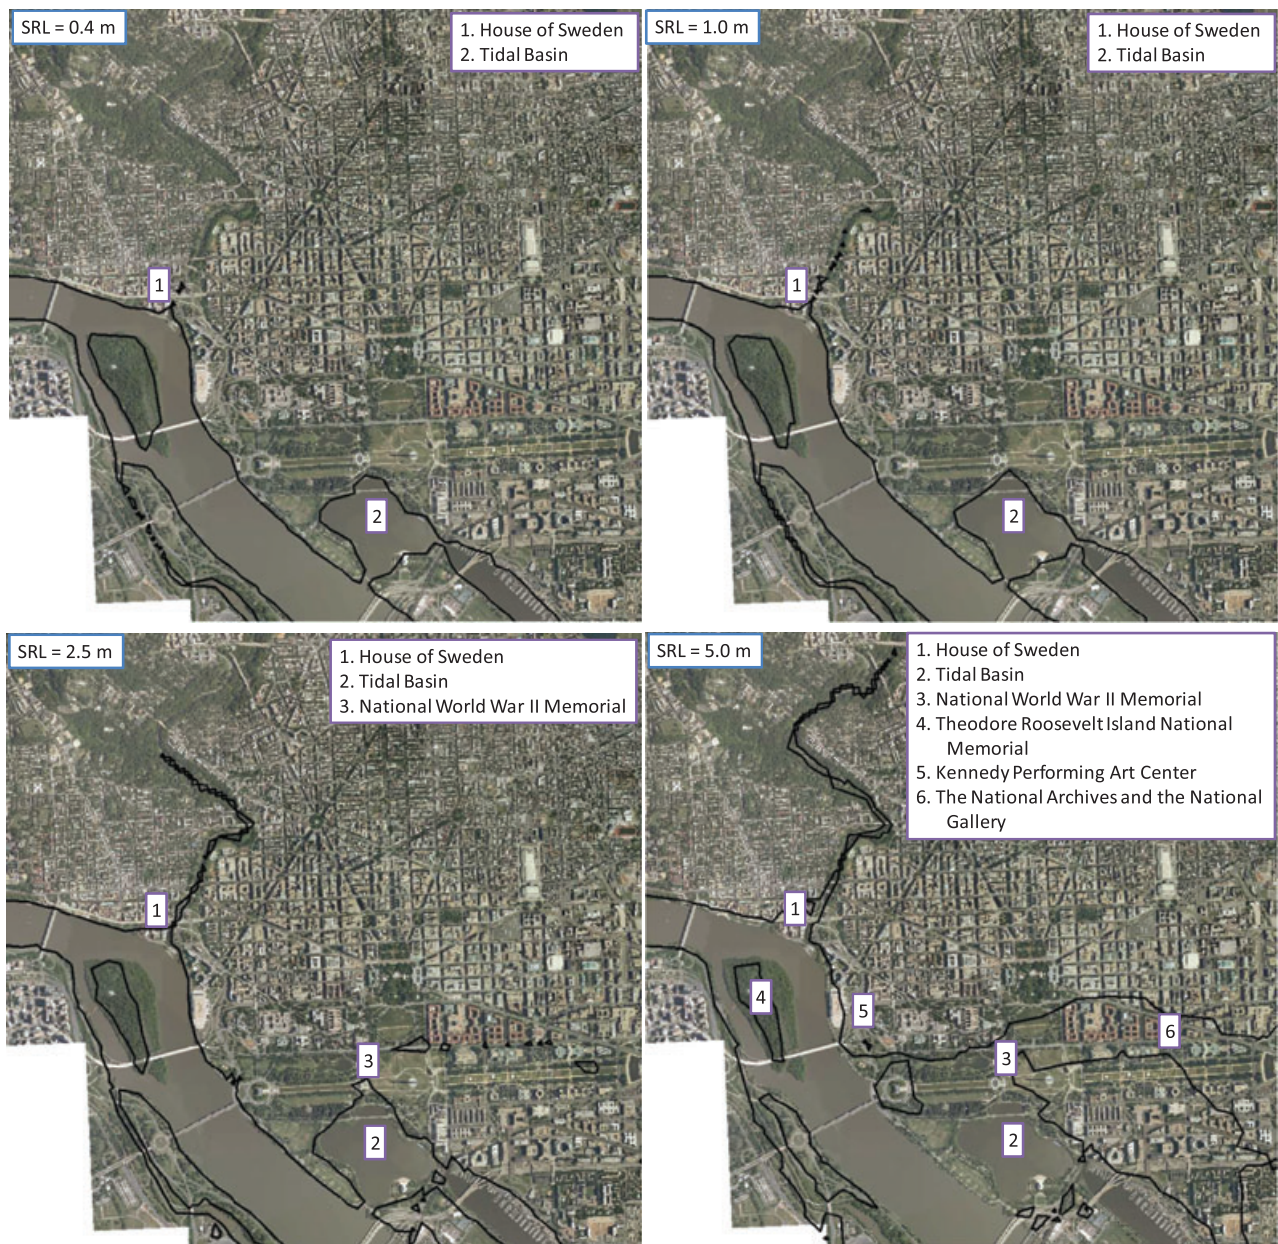 SRL = 0.4 m
1. House of Sweden
2. Tidal Basin
1
2
SRL = 1.0 m
1. House of Sweden
2. Tidal Basin
1
2
SRL = 2.5 m
1. House of Sweden
2. Tidal Basin
3. National World War II Memorial
1
3
2
SRL = 5.0 m
1. House of Sweden
2. Tidal Basin
3. National World War II Memorial
4. Theodore Roosevelt Island National
Memorial
5. Kennedy Performing Art Center
6. The National Archives and the National
Gallery
1
4
5
6
3
2